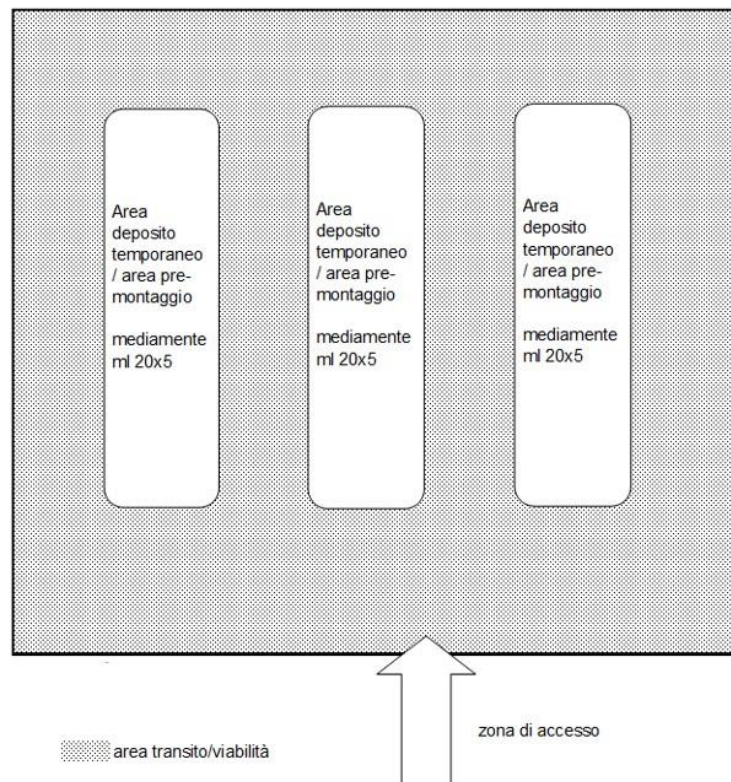 Area
deposito
temporaneo
/ area pre-
montaggio
mediamente
ml 20x5
Area
deposito
temporaneo
/ area pre-
montaggio
mediamente
ml 20x5
Area
deposito
temporaneo
/ area pre-
montaggio
mediamente
ml 20x5
zona di accesso
area transito/viabilità